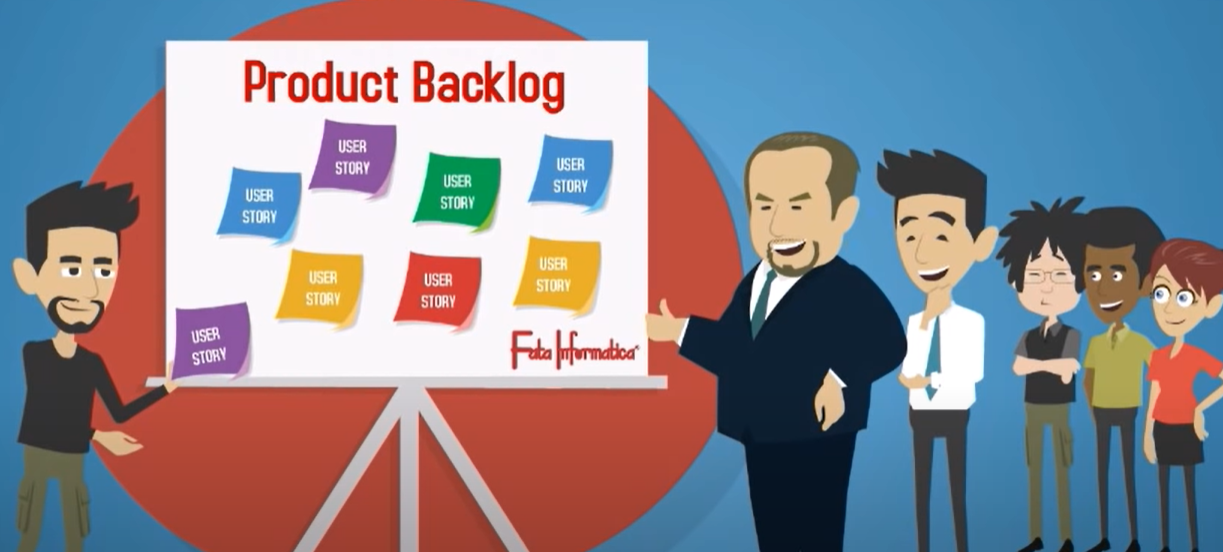 Product Backlog
USER
STORY
USER
STORY
USER
STORY
USER
STORY
USER
STORY
USER
STORY
USER
STORY
USER
STORY
Fata Informatica